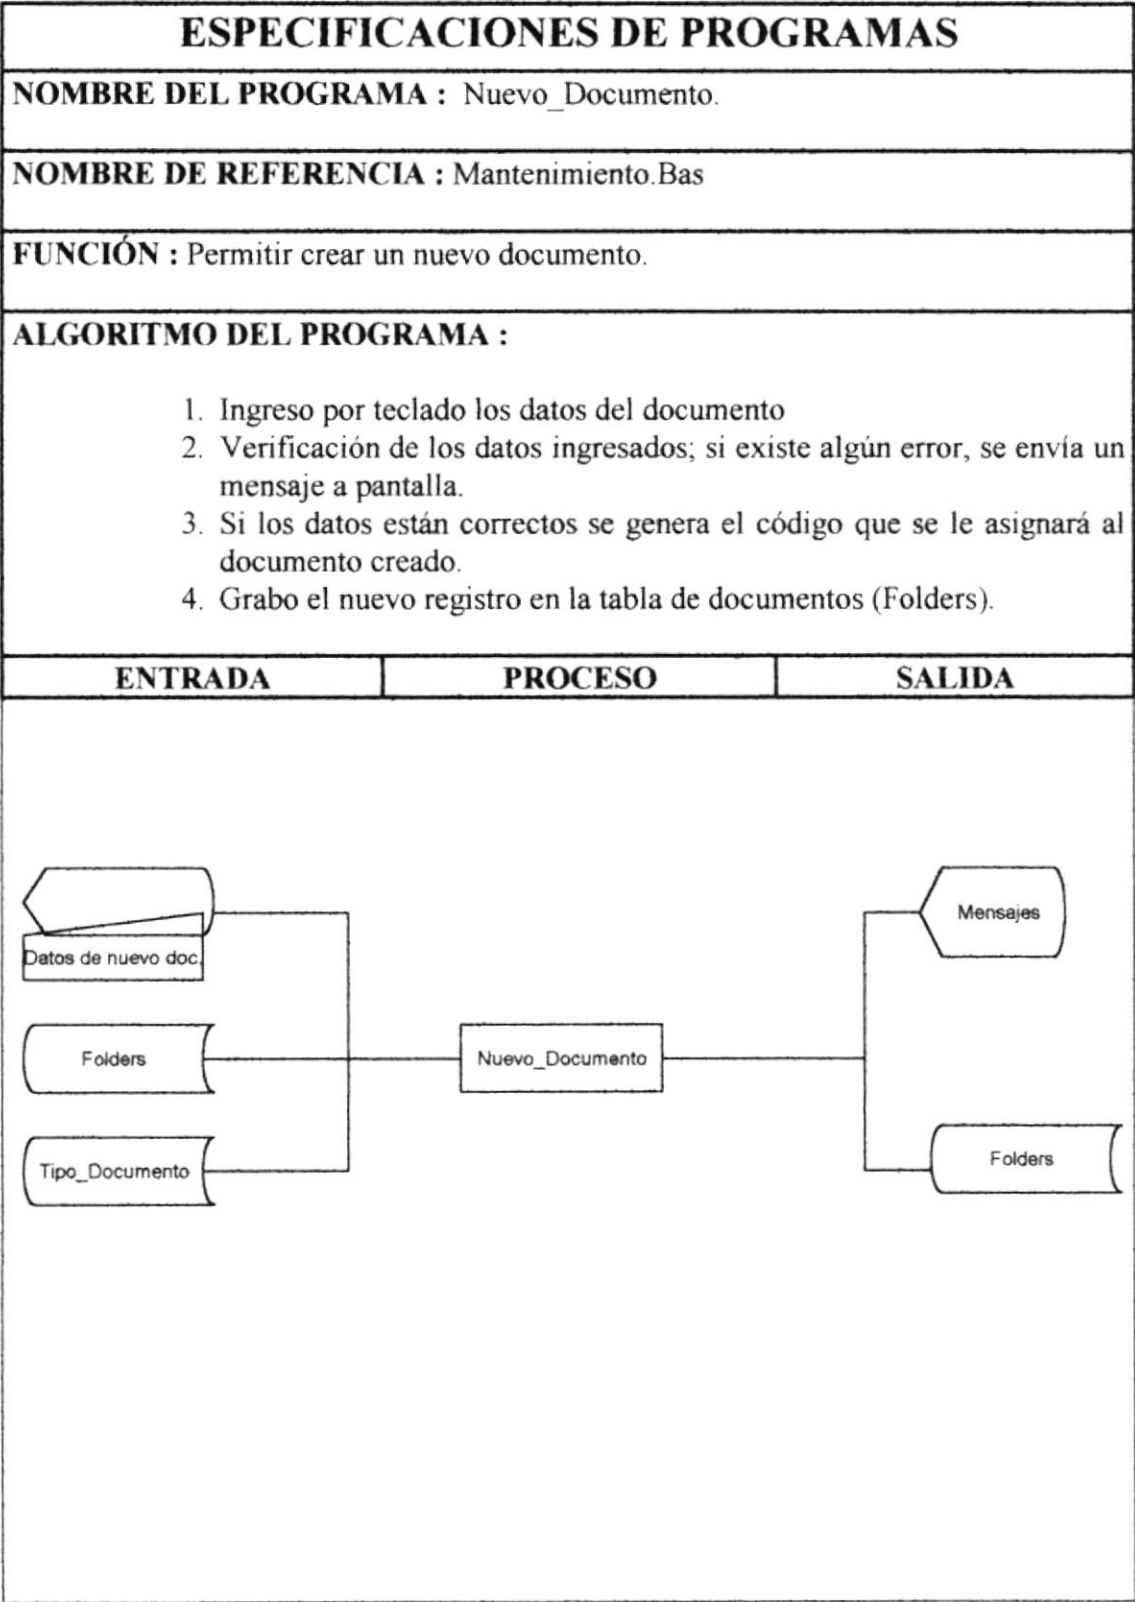 ESPECIFICACIONES DE PROGRAMAS
NOMBRE DEL PROGRAMA : Nuevo_Documento.
NOMBRE DE REFERENCIA : Mantenimiento.Bas
FUNCIÓN : Permitir crear un nuevo documento.
ALGORITMO DEL PROGRAMA :
1. Ingreso por teclado los datos del documento
2. Verificación de los datos ingresados; si existe algún error, se envía un
mensaje a pantalla.
3. Si los datos están correctos se genera el código que se le asignará al
documento creado.
4. Grabo el nuevo registro en la tabla de documentos (Folders).
ENTRADA PROCESO SALIDA
Mensajes
Datos de nuevo doc.
Folders
Nuevo_Documento
Tipo_Documento
Folders